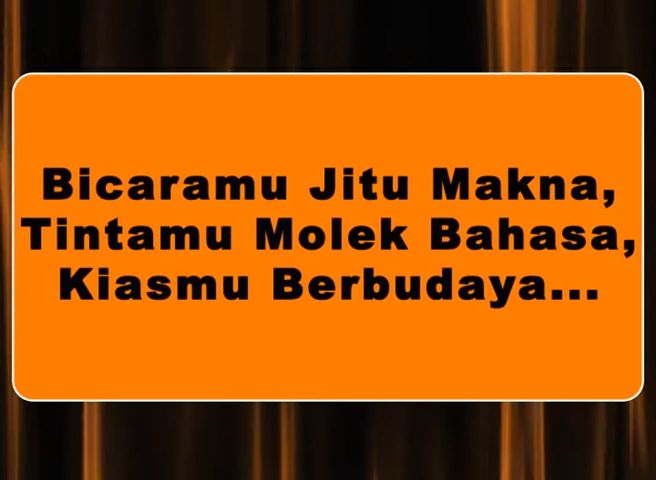 Bicaramu Jitu Makna,
Tintamu Molek Bahasa,
Kiasmu Berbudaya...